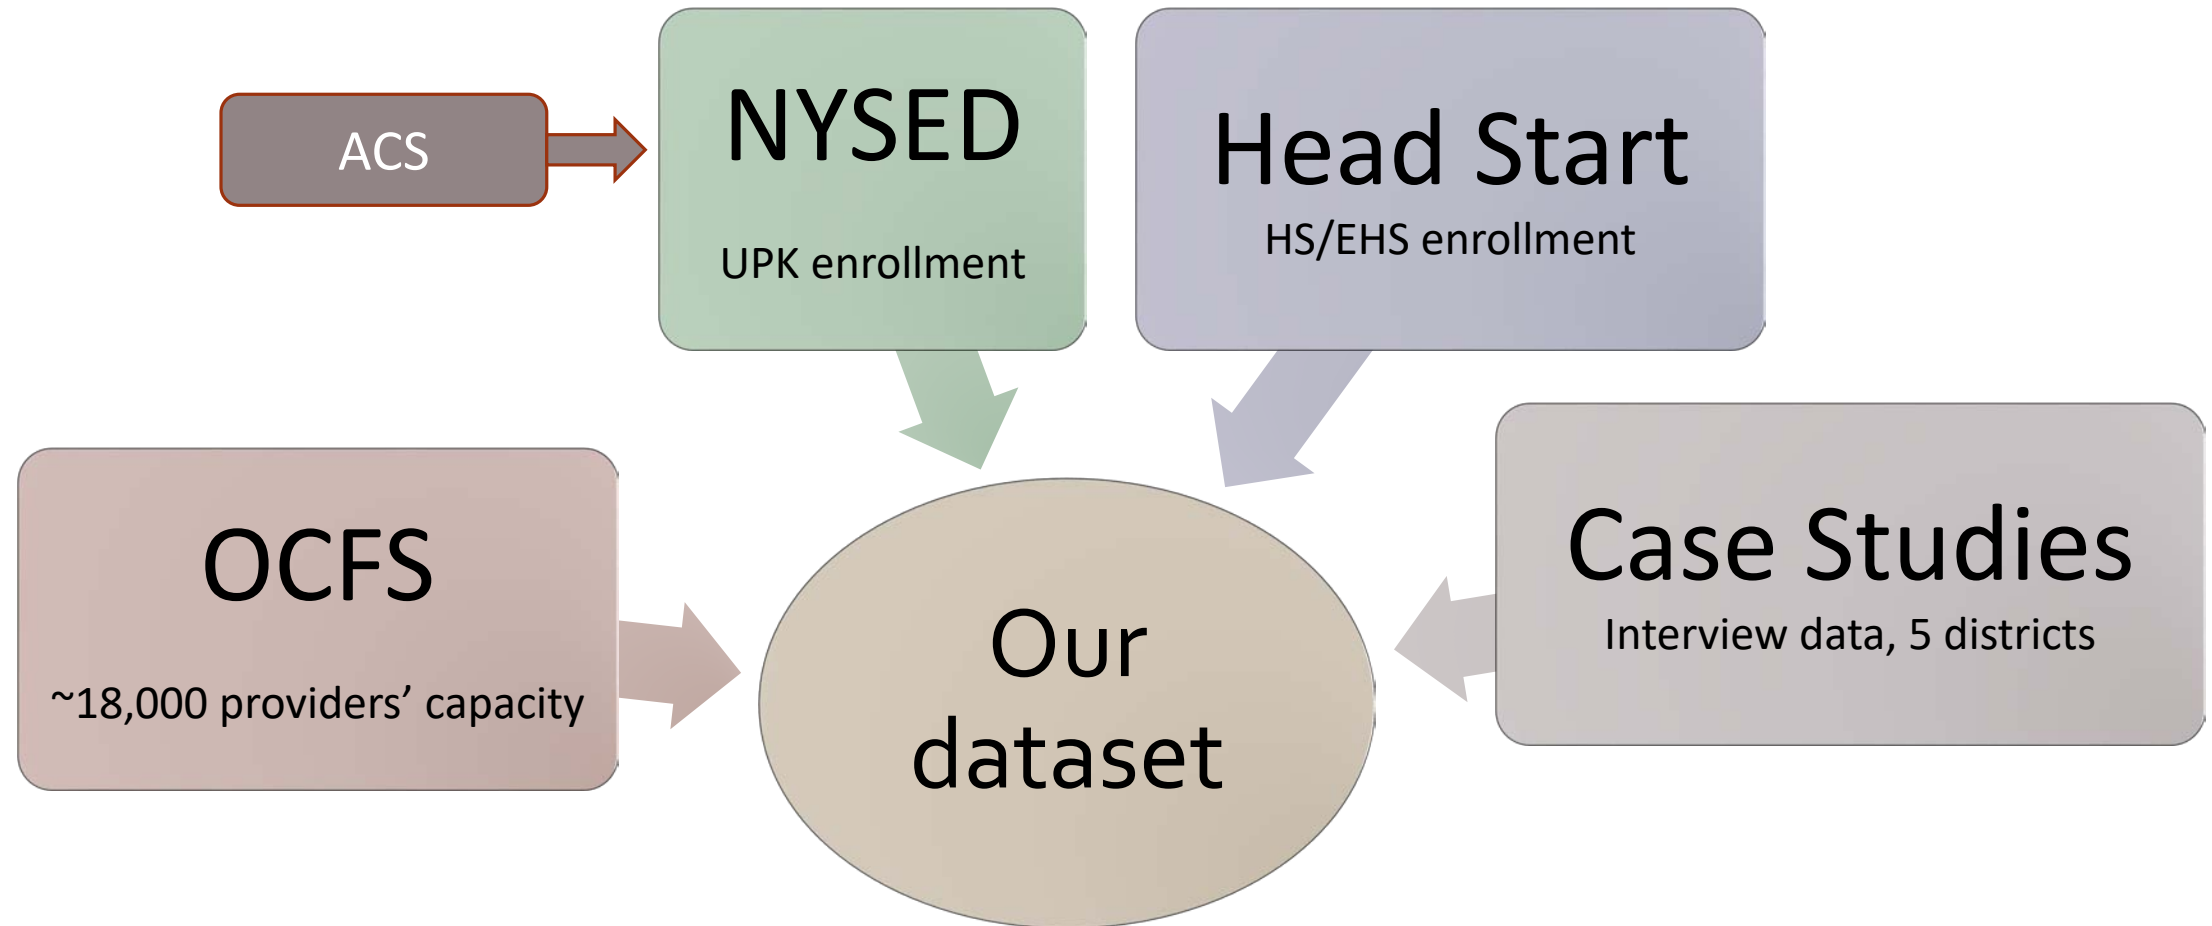 ACS
NYSED
UPK enrollment
Head Start
HS/EHS enrollment
OCFS
~18,000 providers’ capacity
Our
dataset
Case Studies
Interview data, 5 districts